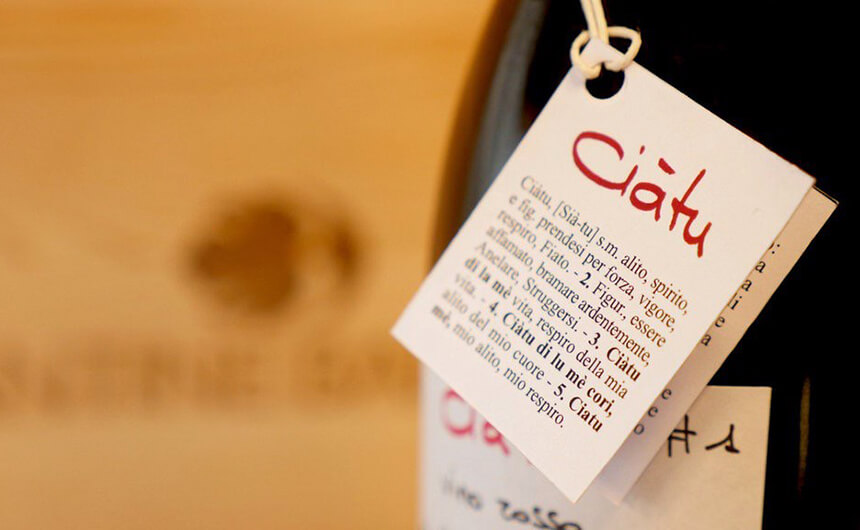 Ciàtu
Ciàtu, [Sià-tu] s.m. alito, spirito,
e fig. prendesi per forza, vigore,
respiro, Fiato. - 2, Figur., essere
affamato, bramare ardentemente,
Anelare, Struggersi. - 3. Ciàtu
di la mè vita, respiro della mia
vita. - 4. Ciàtu di lu mè cori,
alito del mio cuore - 5. Ciatu
mè, mio alito, mio respiro.
rosso